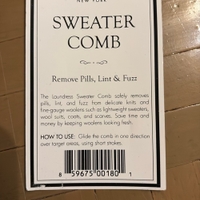 NEW YORK
SWEATER
COMB
Remove Pills, Lint & Fuzz
The Laundress Sweater Comb safely removes
pills, lint, and fuzz from delicate knits and
fine-gauge woolens such as lightweight sweaters,
wool suits, coats, and scarves. Save time and
money by keeping woolens looking fresh.
HOW TO USE: Glide the comb in one direction
over target areas, using short strokes.
8 59675 00180 1